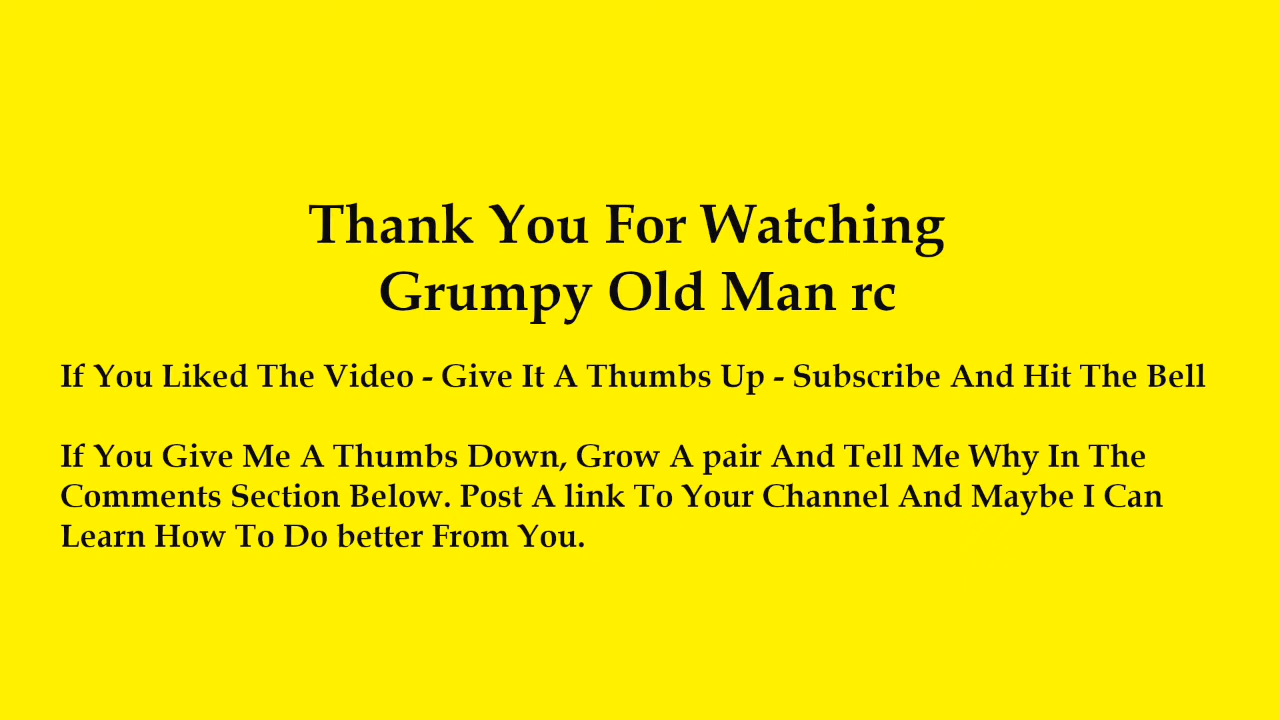 Thank You For Watching
Grumpy Old Man rc
If You Liked The Video - Give It A Thumbs Up - Subscribe And Hit The Bell
If You Give Me A Thumbs Down, Grow A pair And Tell Me Why In The
Comments Section Below. Post A link To Your Channel And Maybe I Can
Learn How To Do better From You.